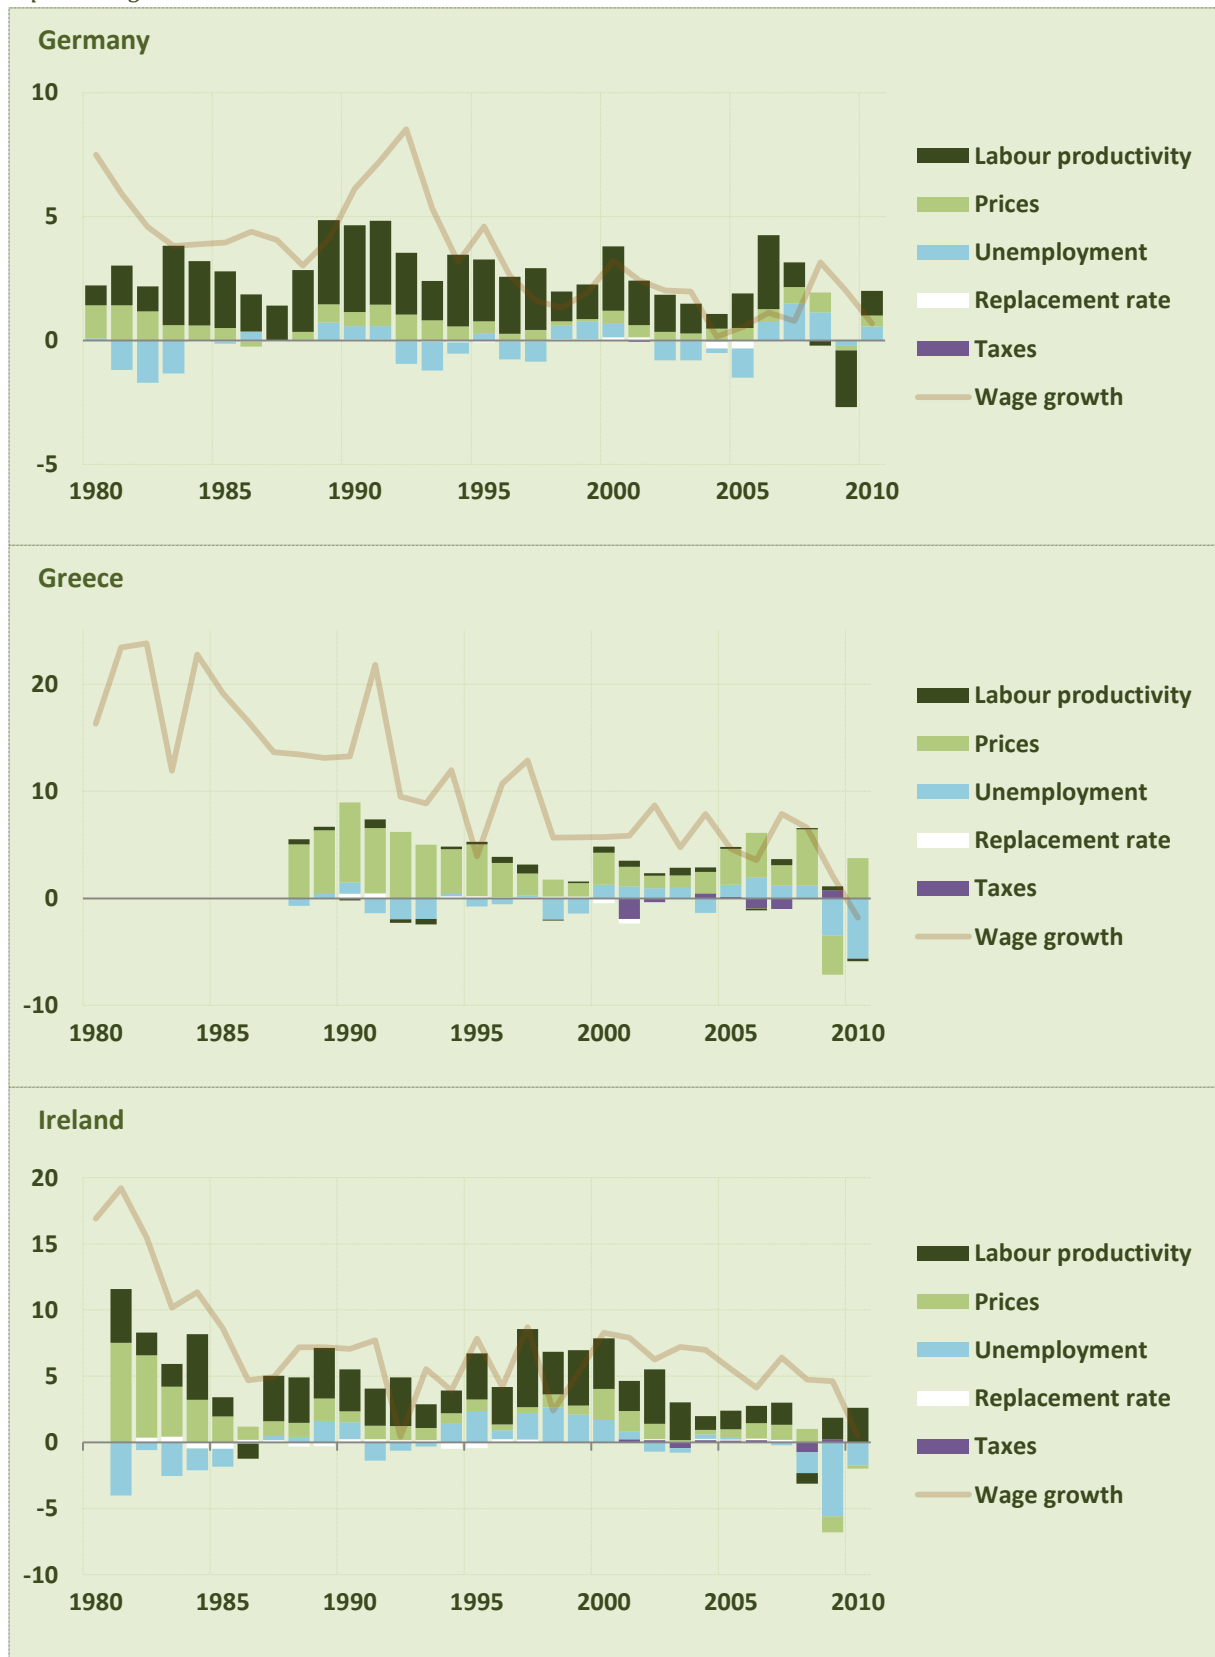 Germany
10
5
0
-5
1980 1985 1990 1995 2000 2005 2010
Labour productivity
Prices
Unemployment
Replacement rate
Taxes
Wage growth
Greece
20
10
0
-10
1980 1985 1990 1995 2000 2005 2010
Labour productivity
Prices
Unemployment
Replacement rate
Taxes
Wage growth
Ireland
20
15
10
5
0
-5
-10
1980 1985 1990 1995 2000 2005 2010
Labour productivity
Prices
Unemployment
Replacement rate
Taxes
Wage growth